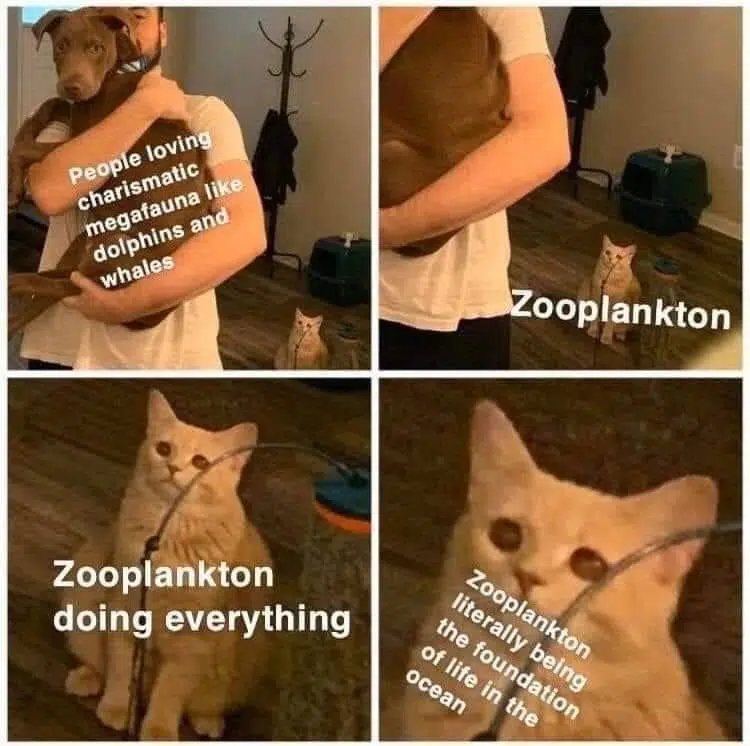 People loving
charismatic
megafauna like
dolphins and
whales
Zooplankton
Zooplankton
doing everything
Zooplankton
literally being
the foundation
of life in the
ocean